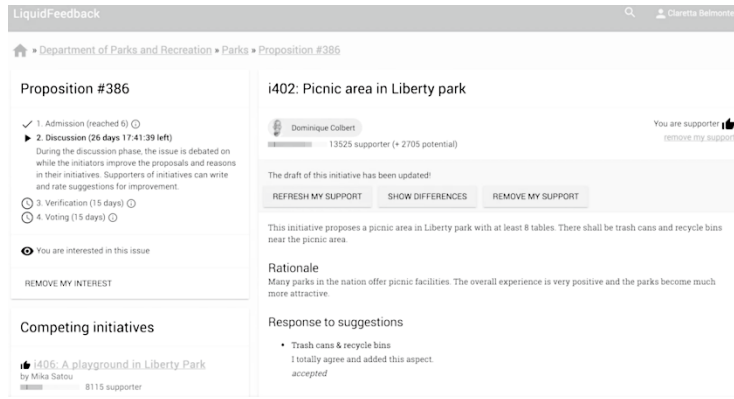 LiquidFeedback
Claretta Belmonte
» Department of Parks and Recreation » Parks » Proposition #386
Proposition #386
1. Admission (reached 6)
2. Discussion (26 days 17:41:39 left)
During the discussion phase, the issue is debated on
while the initiators improve the proposals and reasons
in their initiatives. Supporters of initiatives can write
and rate suggestions for improvement.
3. Verification (15 days)
4. Voting (15 days)
You are interested in this issue
REMOVE MY INTEREST
Competing initiatives
i406: A playground in Liberty Park
by Mika Satou
8115 supporter
i402: Picnic area in Liberty park
Dominique Colbert
13525 supporter (+ 2705 potential)
You are supporter
remove my support
The draft of this initiative has been updated!
REFRESH MY SUPPORT
SHOW DIFFERENCES
REMOVE MY SUPPORT
This initiative proposes a picnic area in Liberty park with at least 8 tables. There shall be trash cans and recycle bins
near the picnic area.
Rationale
Many parks in the nation offer picnic facilities. The overall experience is very positive and the parks become much
more attractive.
Response to suggestions
• Trash cans & recycle bins
I totally agree and added this aspect.
accepted